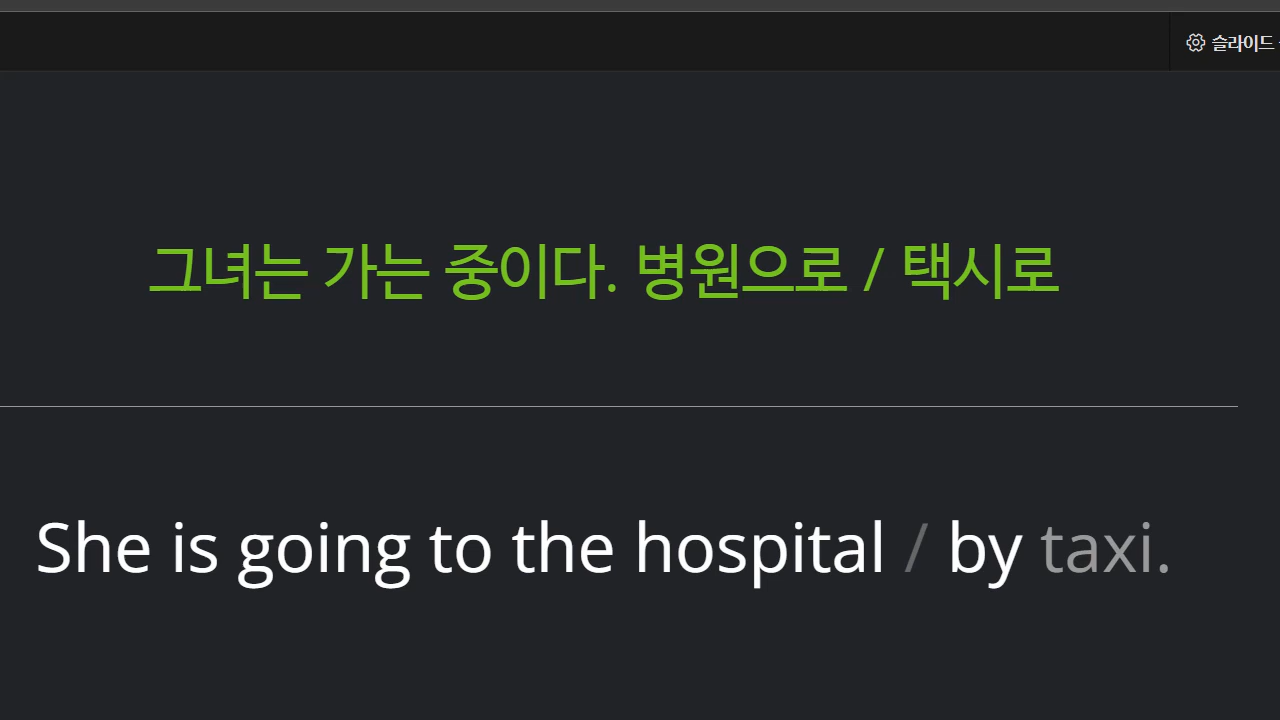 슬라이드
그녀는 가는 중이다. 병원으로 / 택시로
She is going to the hospital / by taxi.